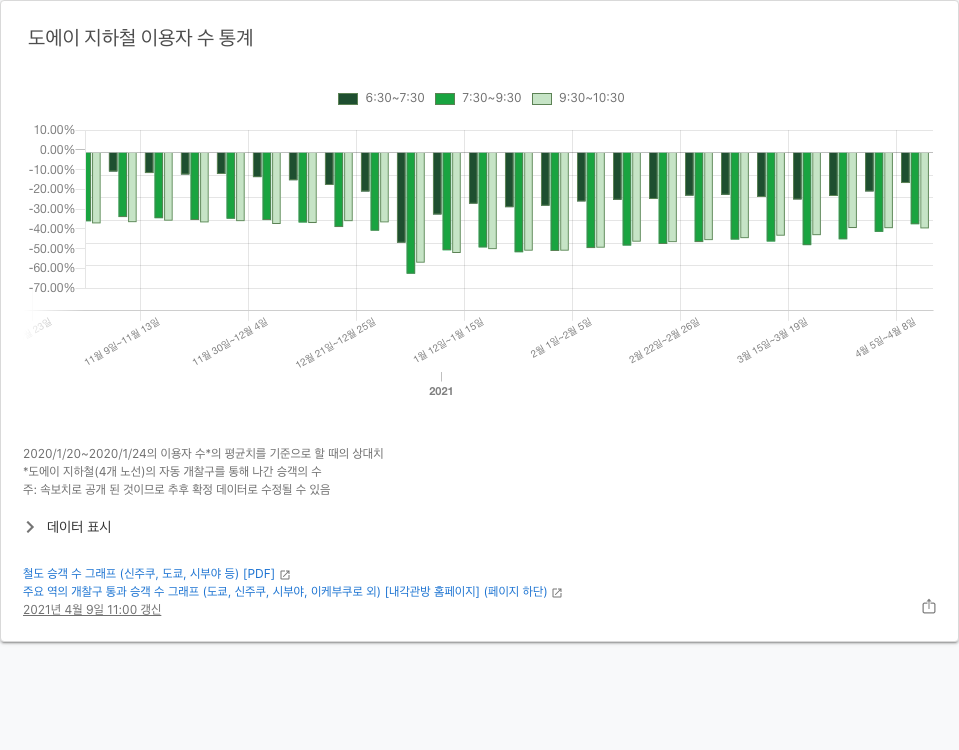 도에이 지하철 이용자 수 통계
6:30~7:30 7:30~9:30 9:30~10:30
10.00%
0.00%
-10.00%
-20.00%
-30.00%
-40.00%
-50.00%
-60.00%
-70.00%
23일
11월 9일~11월 13일
11월 30일~12월 4일
12월 21일~12월 25일
1월 12일~1월 15일
2월 1일~2월 5일
2월 22일~2월 26일
3월 15일~3월 19일
4월 5일~4월 8일
2021
2020/1/20~2020/1/24의 이용자 수*의 평균치를 기준으로 할 때의 상대치
*도에이 지하철(4개 노선)의 자동 개찰구를 통해 나간 승객의 수
주: 속보치로 공개 된 것이므로 추후 확정 데이터로 수정될 수 있음
데이터 표시
철도 승객 수 그래프 (신주쿠, 도쿄, 시부야 등) [PDF]
주요 역의 개찰구 통과 승객 수 그래프 (도쿄, 신주쿠, 시부야, 이케부쿠로 외) [내각관방 홈페이지] (페이지 하단)
2021년 4월 9일 11:00 갱신